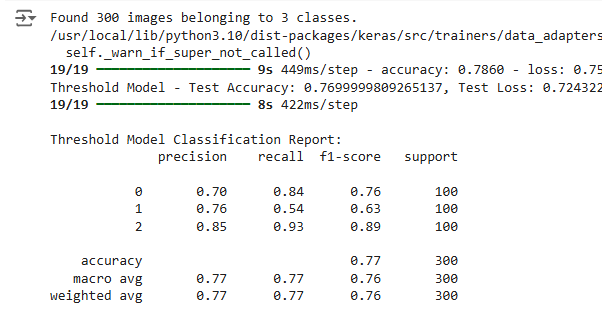 Found 300 images belonging to 3 classes.
/usr/local/lib/python3.10/dist-packages/keras/src/trainers/data_adapters
self._warn_if_super_not_called()
19/19 ━━━━━━━━━━━━━━━━━━━━ 9s 449ms/step - accuracy: 0.7860 - loss: 0.75
Threshold Model - Test Accuracy: 0.7699999809265137, Test Loss: 0.724322
19/19 ━━━━━━━━━━━━━━━━━━━━ 8s 422ms/step
Threshold Model Classification Report:
precision recall f1-score support
0 0.70 0.84 0.76 100
1 0.76 0.54 0.63 100
2 0.85 0.93 0.89 100
accuracy 0.77 300
macro avg 0.77 0.77 0.76 300
weighted avg 0.77 0.77 0.76 300